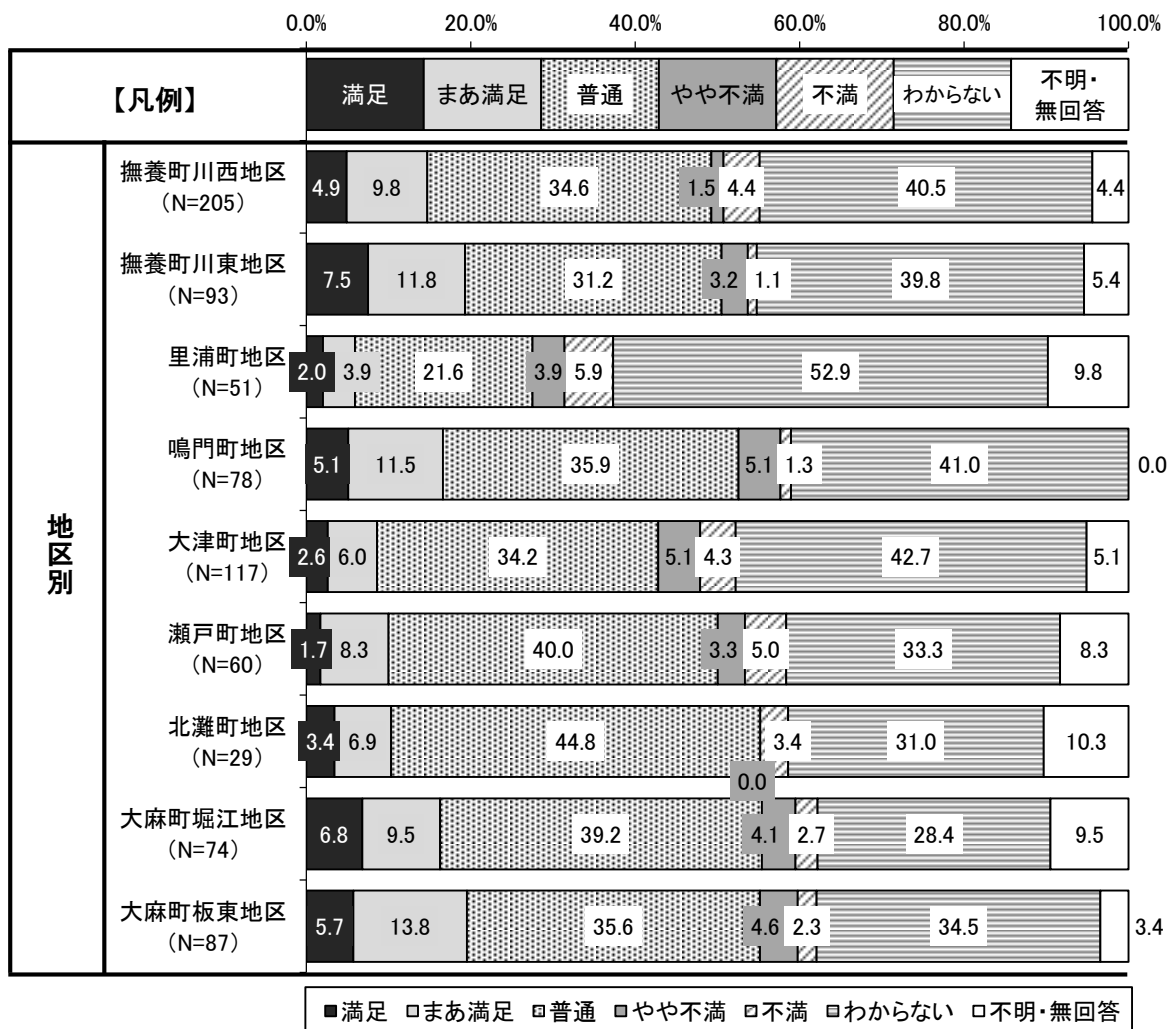 0.0% 20.0% 40.0% 60.0% 80.0% 100.0%
【凡例】 満足 まあ満足 普通 やや不満 不満 わからない 不明・
無回答
地区別
撫養町川西地区
(N=205)
4.9 9.8 34.6 1.5 4.4 40.5 4.4
撫養町川東地区
(N=93)
7.5 11.8 31.2 3.2 1.1 39.8 5.4
里浦町地区
(N=51)
2.0 3.9 21.6 3.9 5.9 52.9 9.8
鳴門町地区
(N=78)
5.1 11.5 35.9 5.1 1.3 41.0 0.0
大津町地区
(N=117)
2.6 6.0 34.2 5.1 4.3 42.7 5.1
瀬戸町地区
(N=60)
1.7 8.3 40.0 3.3 5.0 33.3 8.3
北灘町地区
(N=29)
3.4 6.9 44.8 0.0 3.4 31.0 10.3
大麻町堀江地区
(N=74)
6.8 9.5 39.2 4.1 2.7 28.4 9.5
大麻町板東地区
(N=87)
5.7 13.8 35.6 4.6 2.3 34.5 3.4
満足 まあ満足 普通 やや不満 不満 わからない 不明・無回答